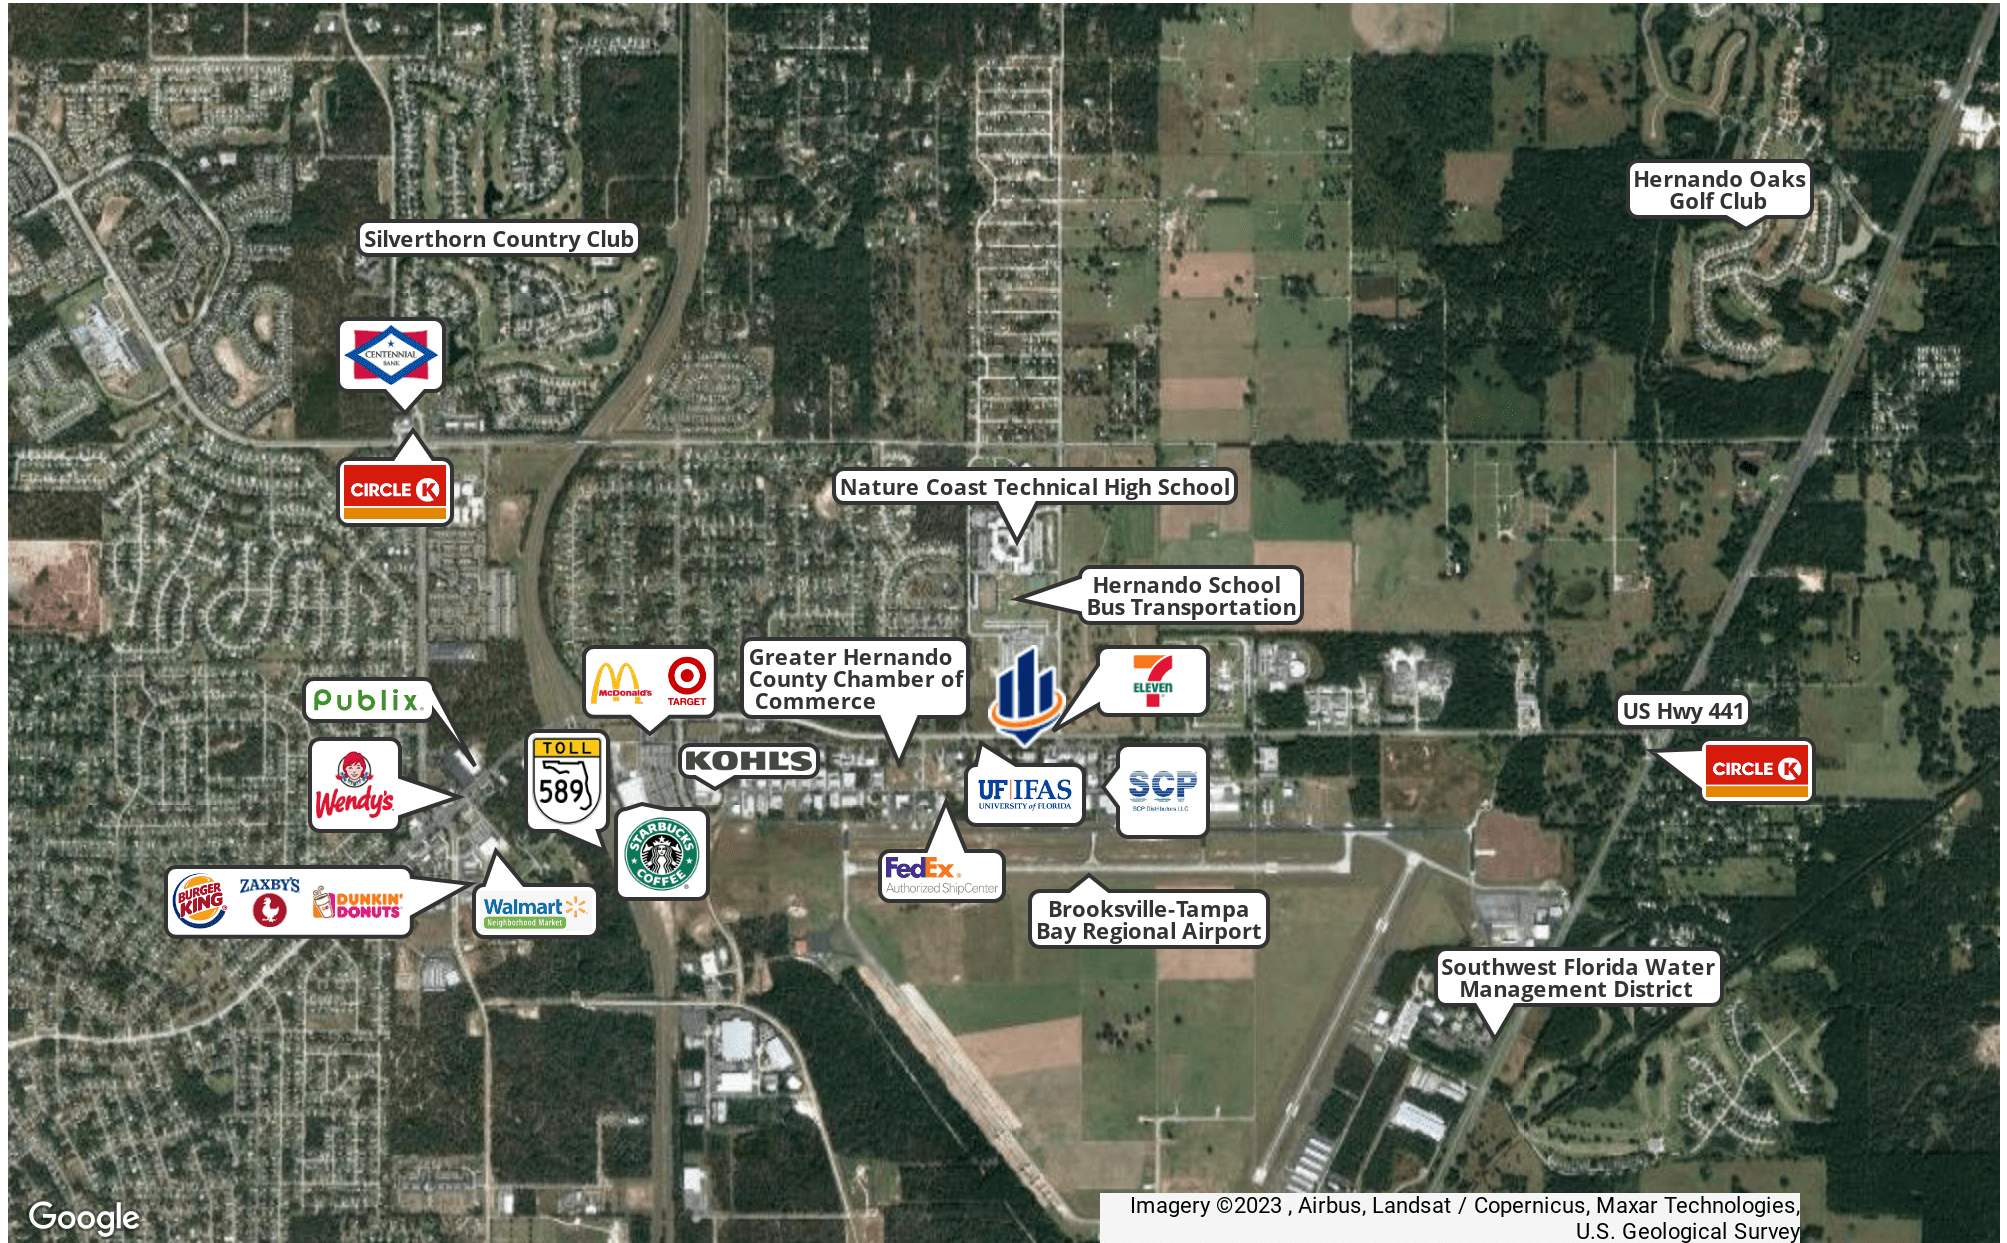 Hernando Oaks
Golf Club
Silverthorn Country Club
CENTENNIAL
BANK
CIRCLE K
Nature Coast Technical High School
Hernando School
Bus Transportation
Greater Hernando
County Chamber of
Commerce
McDonald's
TARGET
7
ELEVEN
Publix
US Hwy 441
CIRCLE K
Wendy's
TOLL
589
KOHL'S
UF IFAS
UNIVERSITY of FLORIDA
SCP
SCP Distributors LLC
STARBUCKS
COFFEE
FedEx
Authorized ShipCenter
BURGER
KING
ZAXBY'S
DUNKIN'
DONUTS
Walmart
Neighborhood Market
Brooksville-Tampa
Bay Regional Airport
Southwest Florida Water
Management District
Google
Imagery ©2023 , Airbus, Landsat / Copernicus, Maxar Technologies,
U.S. Geological Survey